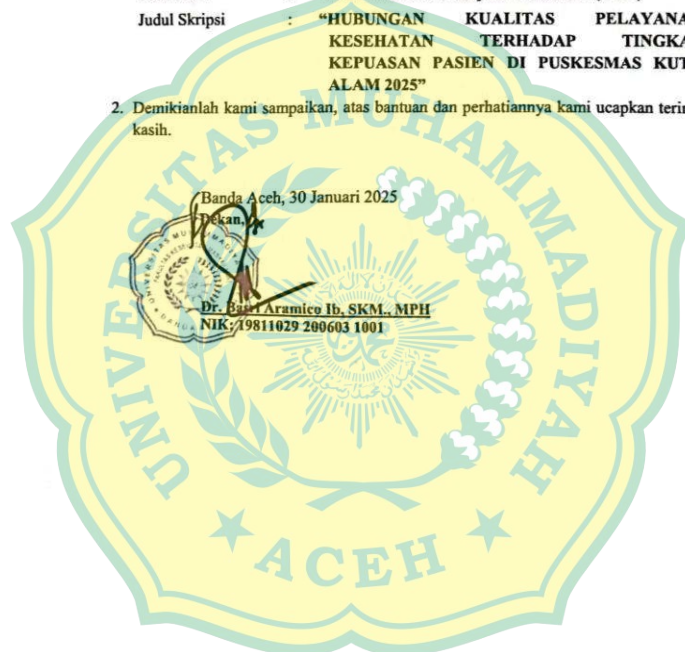 Judul Skripsi : “HUBUNGAN KUALITAS PELAYANA
KESEHATAN TERHADAP TINGKA
KEPUASAN PASIEN DI PUSKESMAS KUT
ALAM 2025”
2. Demikianlah kami sampaikan, atas bantuan dan perhatiannya kami ucapkan terin
kasih.
Banda Aceh, 30 Januari 2025
Dekan,
Dr. Aramico Ib, SKM., MPH
NIK: 19811029 200603 1001
UNIVERSITAS MUHAMMADIYAH
ACEH